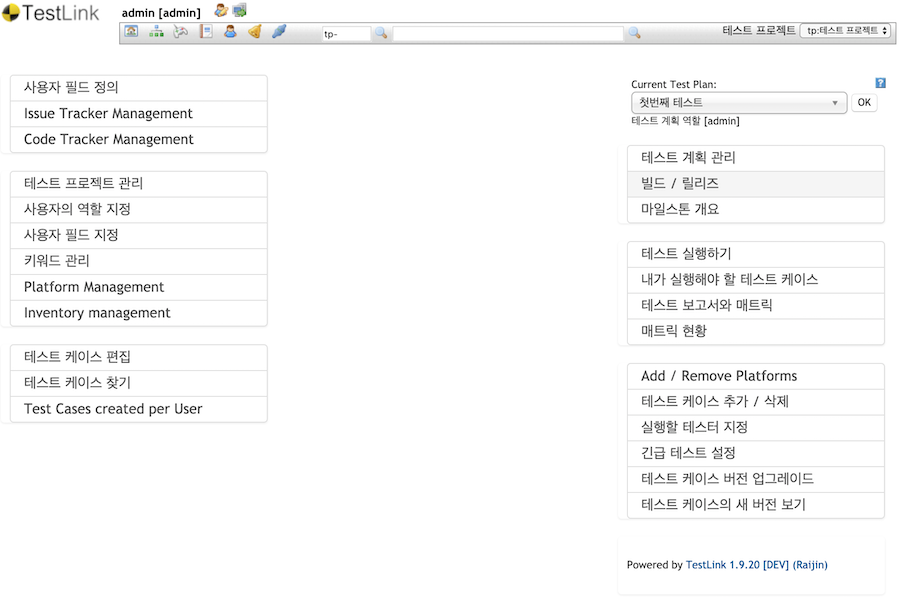 TestLink
admin [admin]
tp-
테스트 프로젝트 tp:테스트 프로젝트
사용자 필드 정의
Issue Tracker Management
Code Tracker Management
테스트 프로젝트 관리
사용자의 역할 지정
사용자 필드 지정
키워드 관리
Platform Management
Inventory management
테스트 케이스 편집
테스트 케이스 찾기
Test Cases created per User
Current Test Plan:
?
첫번째 테스트
OK
테스트 계획 역할 [admin]
테스트 계획 관리
빌드 / 릴리즈
마일스톤 개요
테스트 실행하기
내가 실행해야 할 테스트 케이스
테스트 보고서와 매트릭
매트릭 현황
Add / Remove Platforms
테스트 케이스 추가 / 삭제
실행할 테스터 지정
긴급 테스트 설정
테스트 케이스 버전 업그레이드
테스트 케이스의 새 버전 보기
Powered by TestLink 1.9.20 [DEV] (Raijin)